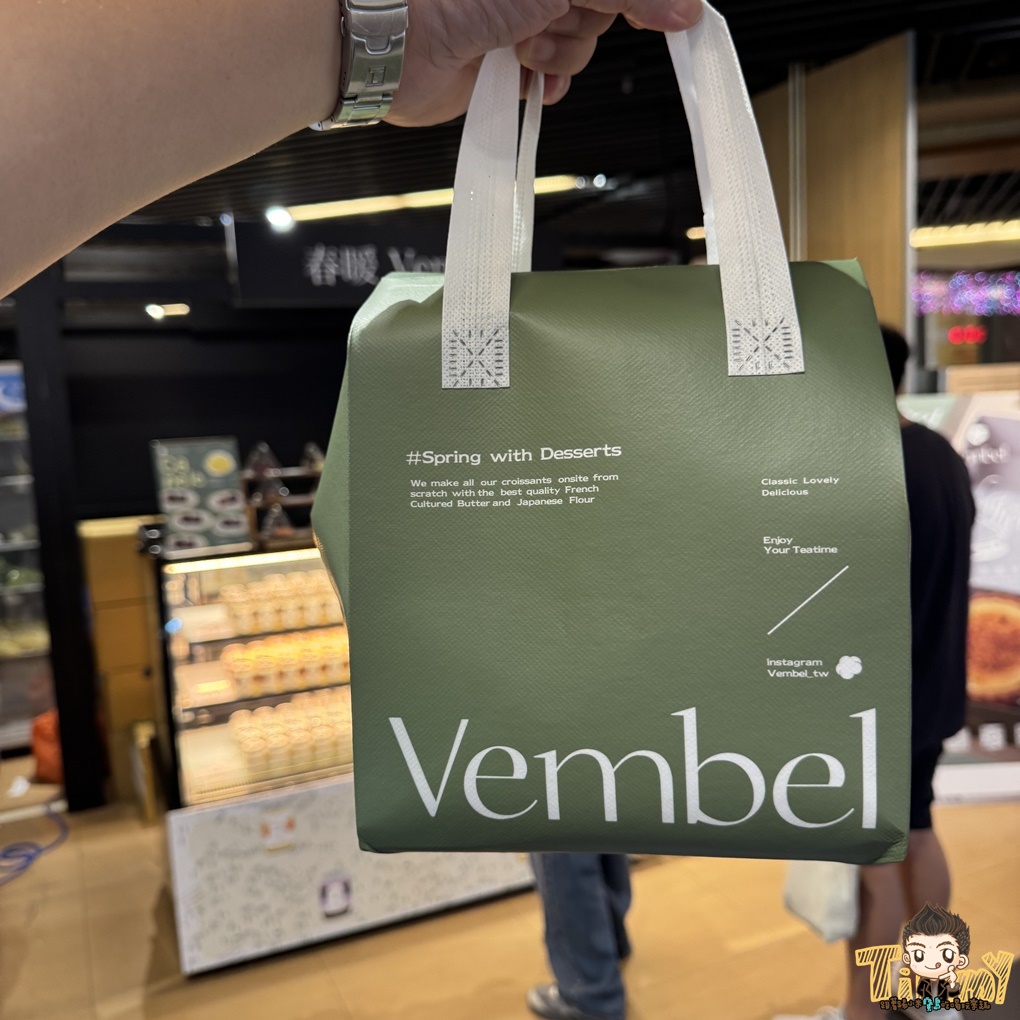 春暖 Vem
#Spring with Desserts
We make all our croissants onsite from
scratch with the best quality French
Cultured Butter and Japanese Flour
Classic Lovely
Delicious
Enjoy
Your Teatime
instagram
Vembel_tw
Vembel